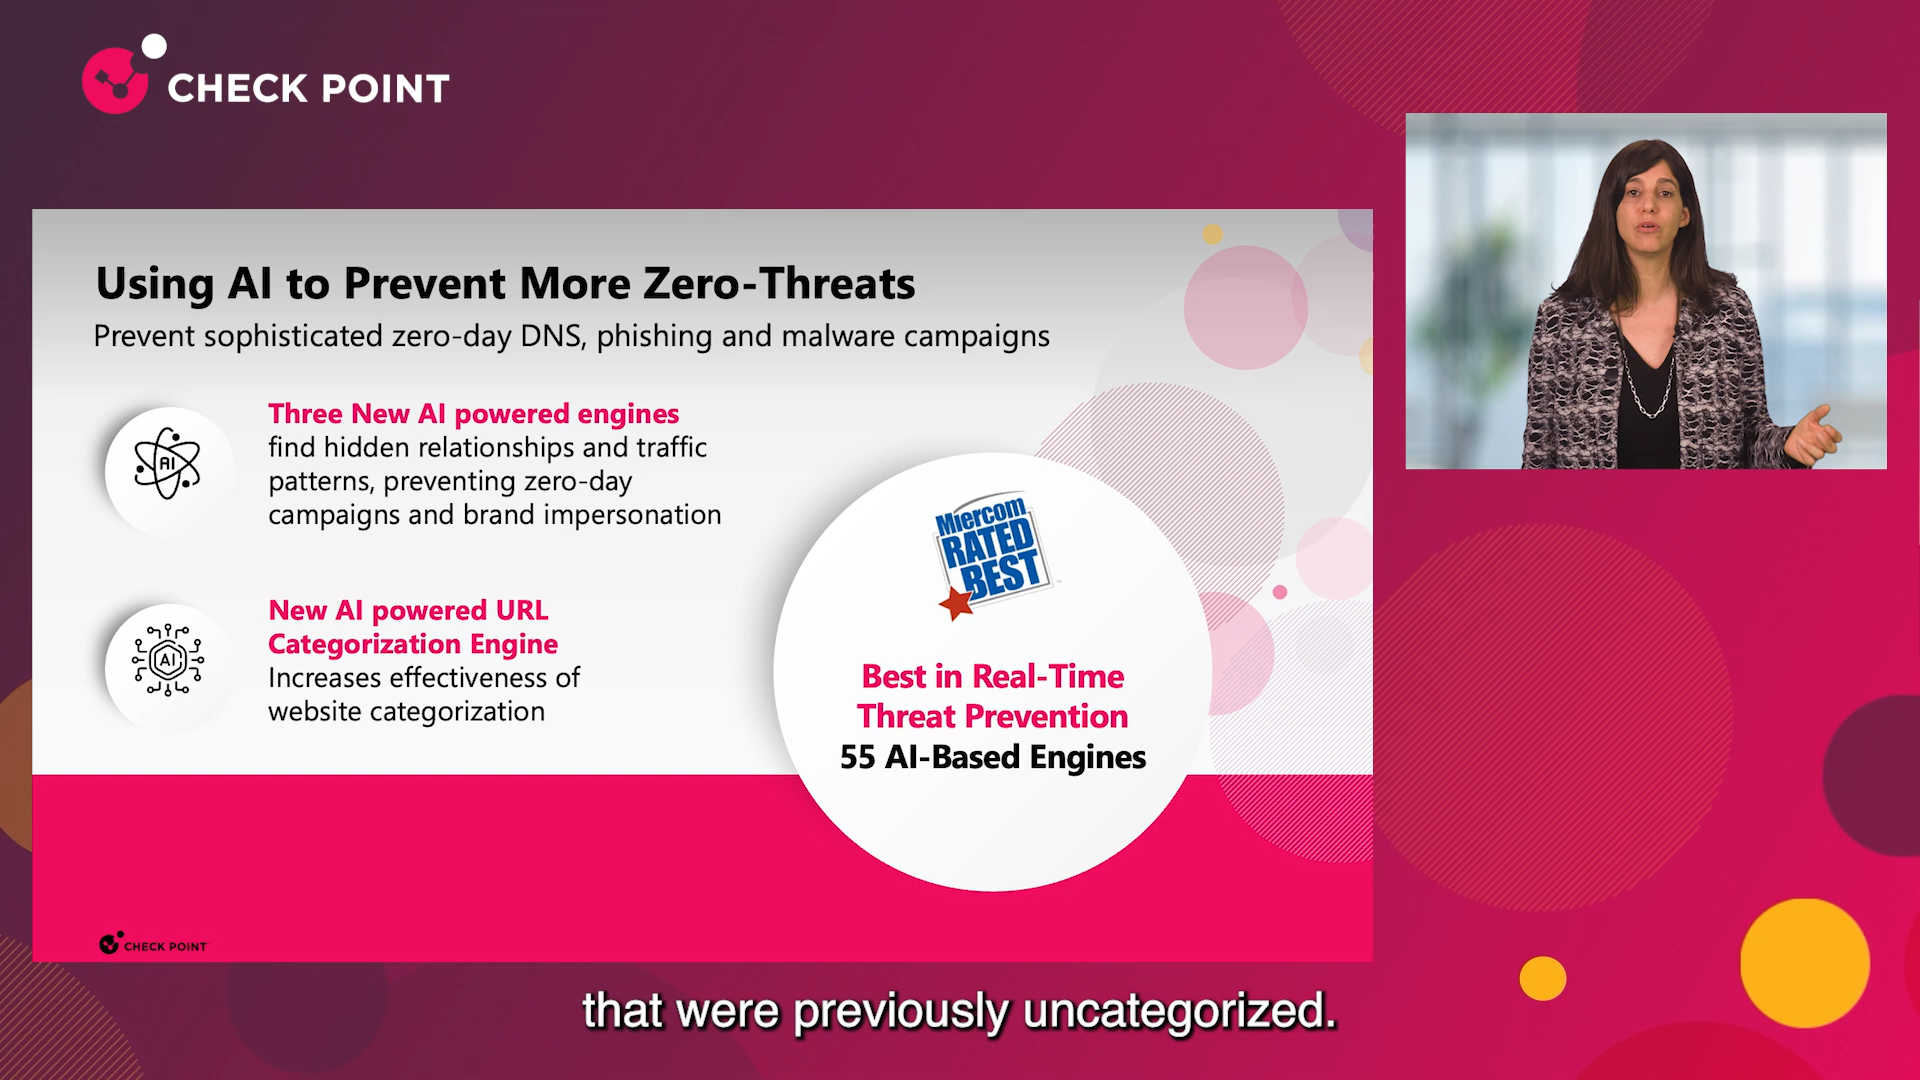 CHECK POINT
Using AI to Prevent More Zero-Threats
Prevent sophisticated zero-day DNS, phishing and malware campaigns
AI
Three New AI powered engines
find hidden relationships and traffic
patterns, preventing zero-day
campaigns and brand impersonation
AI
New AI powered URL
Categorization Engine
Increases effectiveness of
website categorization
Miercom
RATED
BEST
Best in Real-Time
Threat Prevention
55 AI-Based Engines
CHECK POINT
that were previously uncategorized.